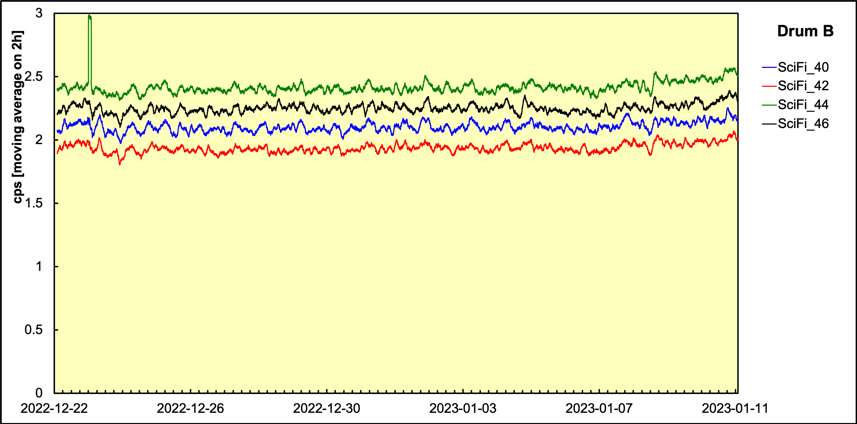 3
2.5
2
1.5
1
0.5
0
cps [moving average on 2h]
2022-12-22 2022-12-26 2022-12-30 2023-01-03 2023-01-07 2023-01-11
Drum B
SciFi_40
SciFi_42
SciFi_44
SciFi_46